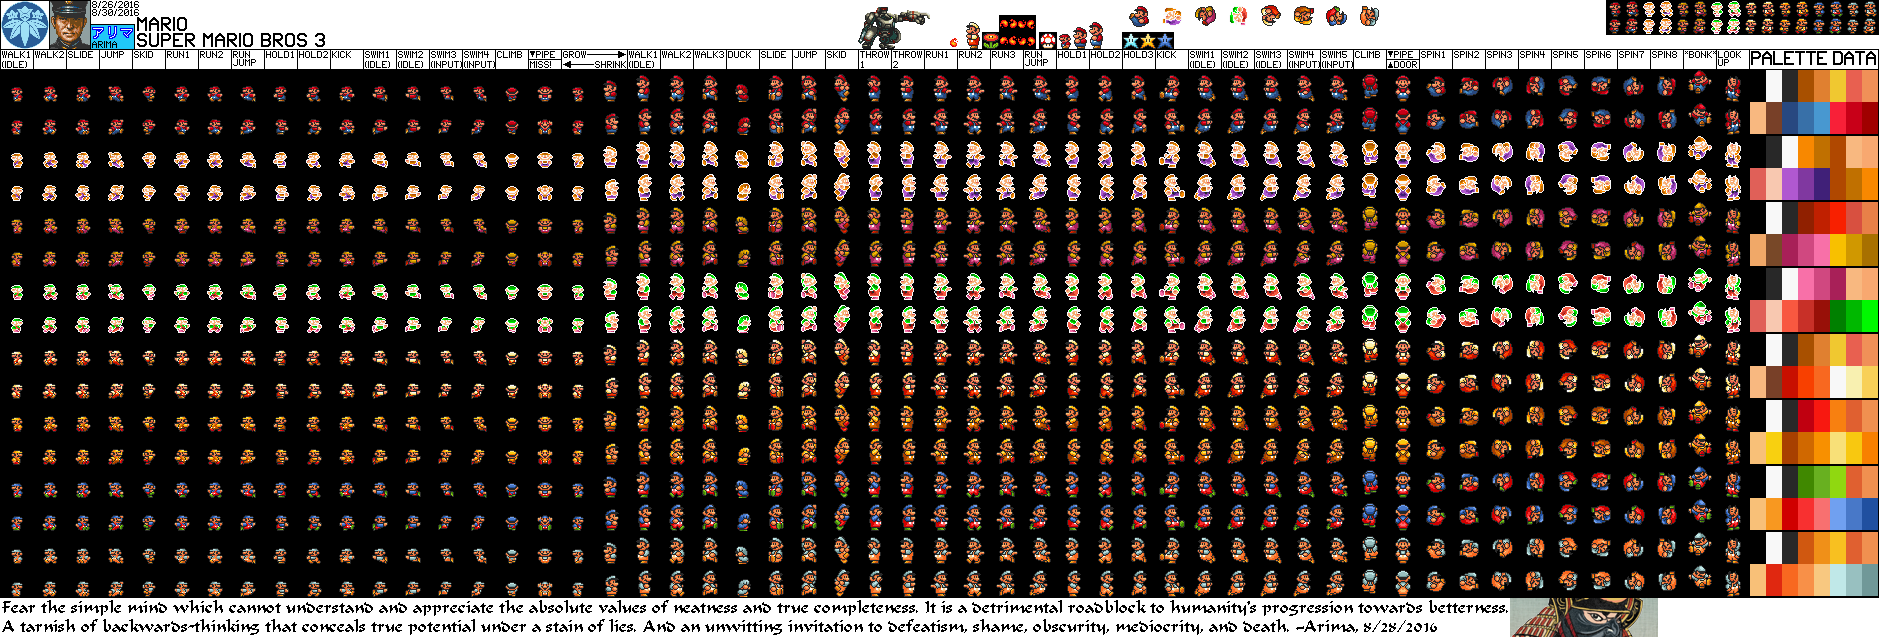 8/26/2016
8/30/2016
アリマ
ARIMA
MARIO
SUPER MARIO BROS 3
WALK1 (IDLE) WALK2 SLIDE JUMP SKID RUN1 RUN2 RUN JUMP HOLD1 HOLD2 KICK SWIM1 (IDLE) SWIM2 (IDLE) SWIM3 (INPUT) SWIM4 (INPUT) CLIMB ▼PIPE MISS! GROW SHRINK WALK1 (IDLE) WALK2 WALK3 DUCK SLIDE JUMP SKID THROW 1 THROW 2 RUN1 RUN2 RUN3 RUN JUMP HOLD1 HOLD2 HOLD3 KICK SWIM1 (IDLE) SWIM2 (IDLE) SWIM3 (IDLE) SWIM4 (INPUT) SWIM5 (INPUT) CLIMB ▼PIPE ▲DOOR SPIN1 SPIN2 SPIN3 SPIN4 SPIN5 SPIN6 SPIN7 SPIN8 *BONK* LOOK UP PALETTE DATA
Fear the simple mind which cannot understand and appreciate the absolute values of neatness and true completeness. It is a detrimental roadblock to humanity's progression towards betterness.
A tarnish of backwards-thinking that conceals true potential under a stain of lies. And an unwitting invitation to defeatism, shame, obscurity, mediocrity, and death. -Arima, 8/28/2016